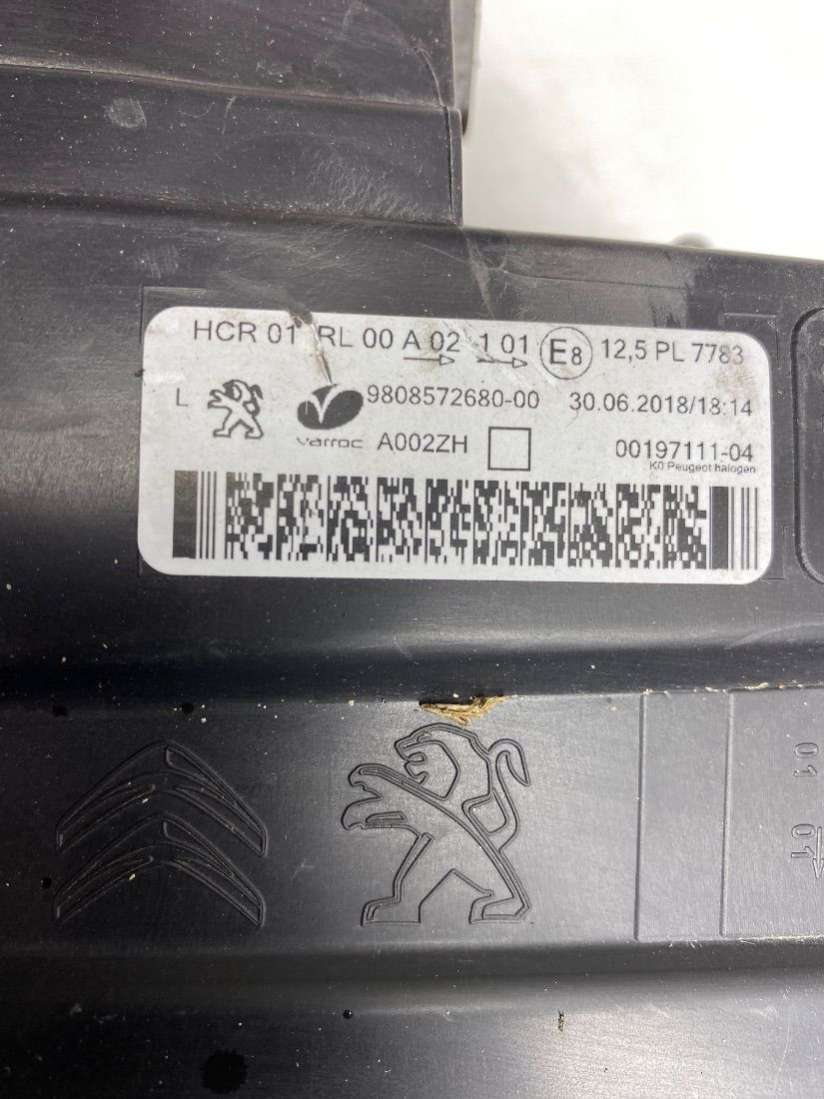 HCR 01 RL 00 A 02 1 01 E8 12,5 PL 7783
L 9808572680-00 30.06.2018/18:14
varroc A002ZH 00197111-04
K0 Peugeot halogen
01
01